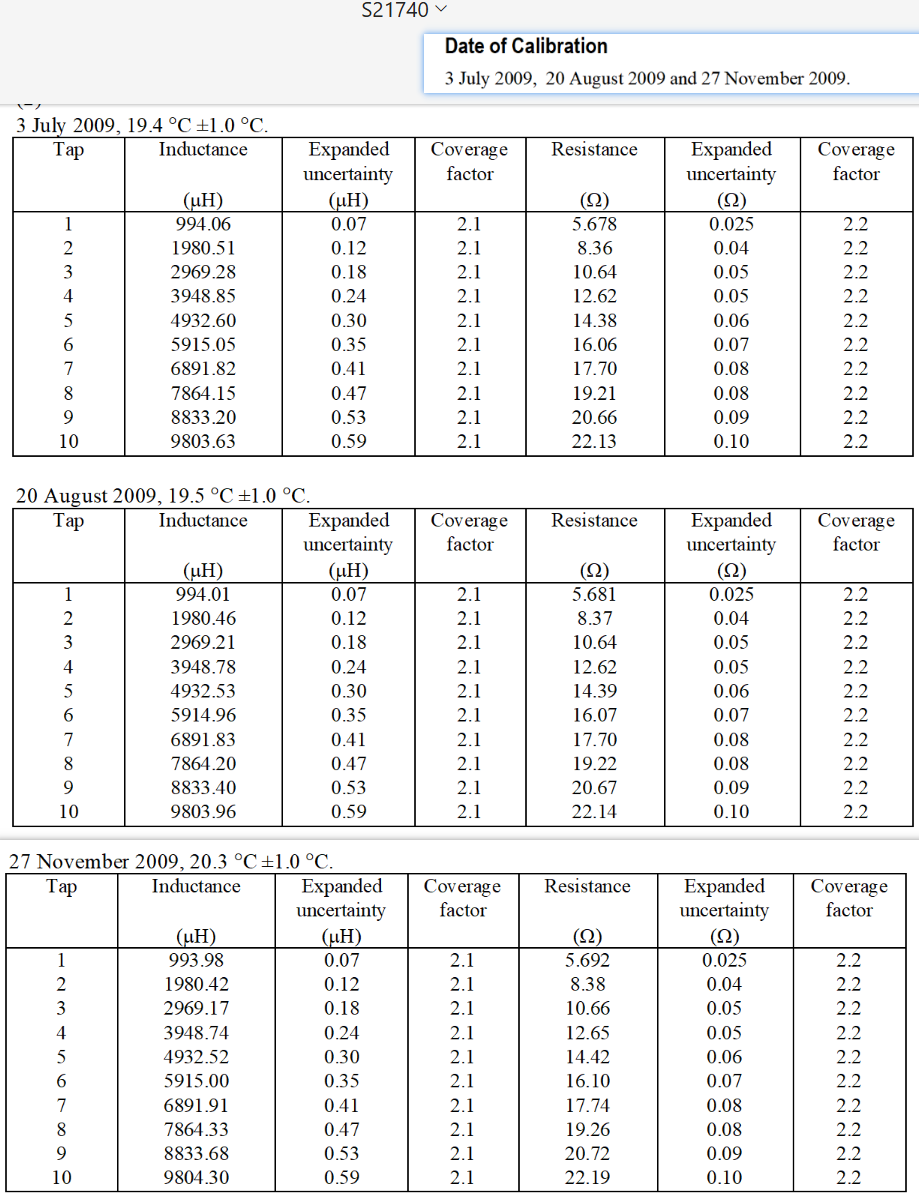 S21740
Date of Calibration
3 July 2009, 20 August 2009 and 27 November 2009.
3 July 2009, 19.4 °C ±1.0 °C.
Tap Inductance Expanded Coverage Resistance Expanded Coverage
uncertainty factor uncertainty factor
(μH) (μH) (Ω) (Ω)
1 994.06 0.07 2.1 5.678 0.025 2.2
2 1980.51 0.12 2.1 8.36 0.04 2.2
3 2969.28 0.18 2.1 10.64 0.05 2.2
4 3948.85 0.24 2.1 12.62 0.05 2.2
5 4932.60 0.30 2.1 14.38 0.06 2.2
6 5915.05 0.35 2.1 16.06 0.07 2.2
7 6891.82 0.41 2.1 17.70 0.08 2.2
8 7864.15 0.47 2.1 19.21 0.08 2.2
9 8833.20 0.53 2.1 20.66 0.09 2.2
10 9803.63 0.59 2.1 22.13 0.10 2.2
20 August 2009, 19.5 °C ±1.0 °C.
Tap Inductance Expanded Coverage Resistance Expanded Coverage
uncertainty factor uncertainty factor
(μH) (μH) (Ω) (Ω)
1 994.01 0.07 2.1 5.681 0.025 2.2
2 1980.46 0.12 2.1 8.37 0.04 2.2
3 2969.21 0.18 2.1 10.64 0.05 2.2
4 3948.78 0.24 2.1 12.62 0.05 2.2
5 4932.53 0.30 2.1 14.39 0.06 2.2
6 5914.96 0.35 2.1 16.07 0.07 2.2
7 6891.83 0.41 2.1 17.70 0.08 2.2
8 7864.20 0.47 2.1 19.22 0.08 2.2
9 8833.40 0.53 2.1 20.67 0.09 2.2
10 9803.96 0.59 2.1 22.14 0.10 2.2
27 November 2009, 20.3 °C ±1.0 °C.
Tap Inductance Expanded Coverage Resistance Expanded Coverage
uncertainty factor uncertainty factor
(μH) (μH) (Ω) (Ω)
1 993.98 0.07 2.1 5.692 0.025 2.2
2 1980.42 0.12 2.1 8.38 0.04 2.2
3 2969.17 0.18 2.1 10.66 0.05 2.2
4 3948.74 0.24 2.1 12.65 0.05 2.2
5 4932.52 0.30 2.1 14.42 0.06 2.2
6 5915.00 0.35 2.1 16.10 0.07 2.2
7 6891.91 0.41 2.1 17.74 0.08 2.2
8 7864.33 0.47 2.1 19.26 0.08 2.2
9 8833.68 0.53 2.1 20.72 0.09 2.2
10 9804.30 0.59 2.1 22.19 0.10 2.2